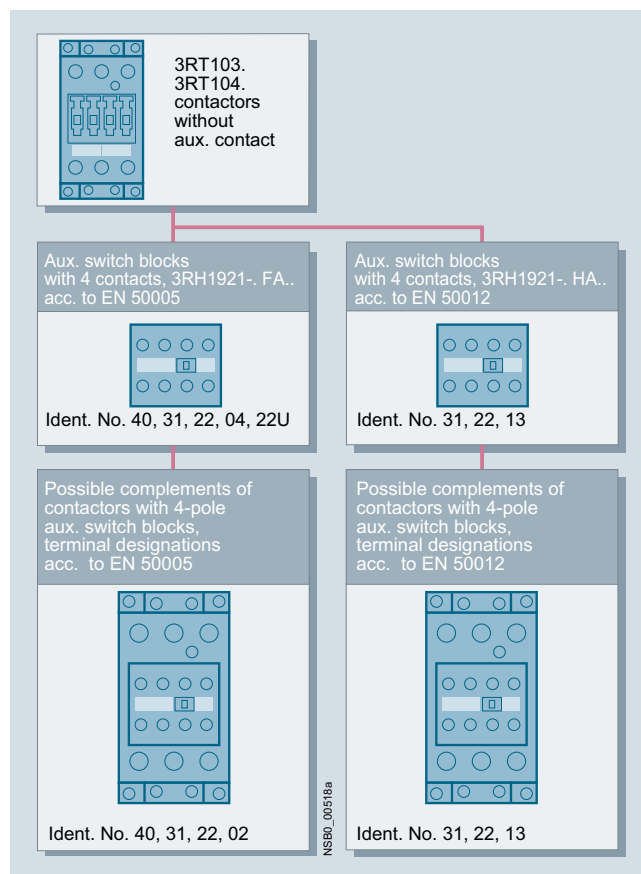 3RT103.
3RT104.
contactors
without
aux. contact
Aux. switch blocks
with 4 contacts, 3RH1921-. FA..
acc. to EN 50005
Ident. No. 40, 31, 22, 04, 22U
Aux. switch blocks
with 4 contacts, 3RH1921-. HA..
acc. to EN 50012
Ident. No. 31, 22, 13
Possible complements of
contactors with 4-pole
aux. switch blocks,
terminal designations
acc. to EN 50005
Ident. No. 40, 31, 22, 02
Possible complements of
contactors with 4-pole
aux. switch blocks,
terminal designations
acc. to EN 50012
Ident. No. 31, 22, 13
NSB0_00518a